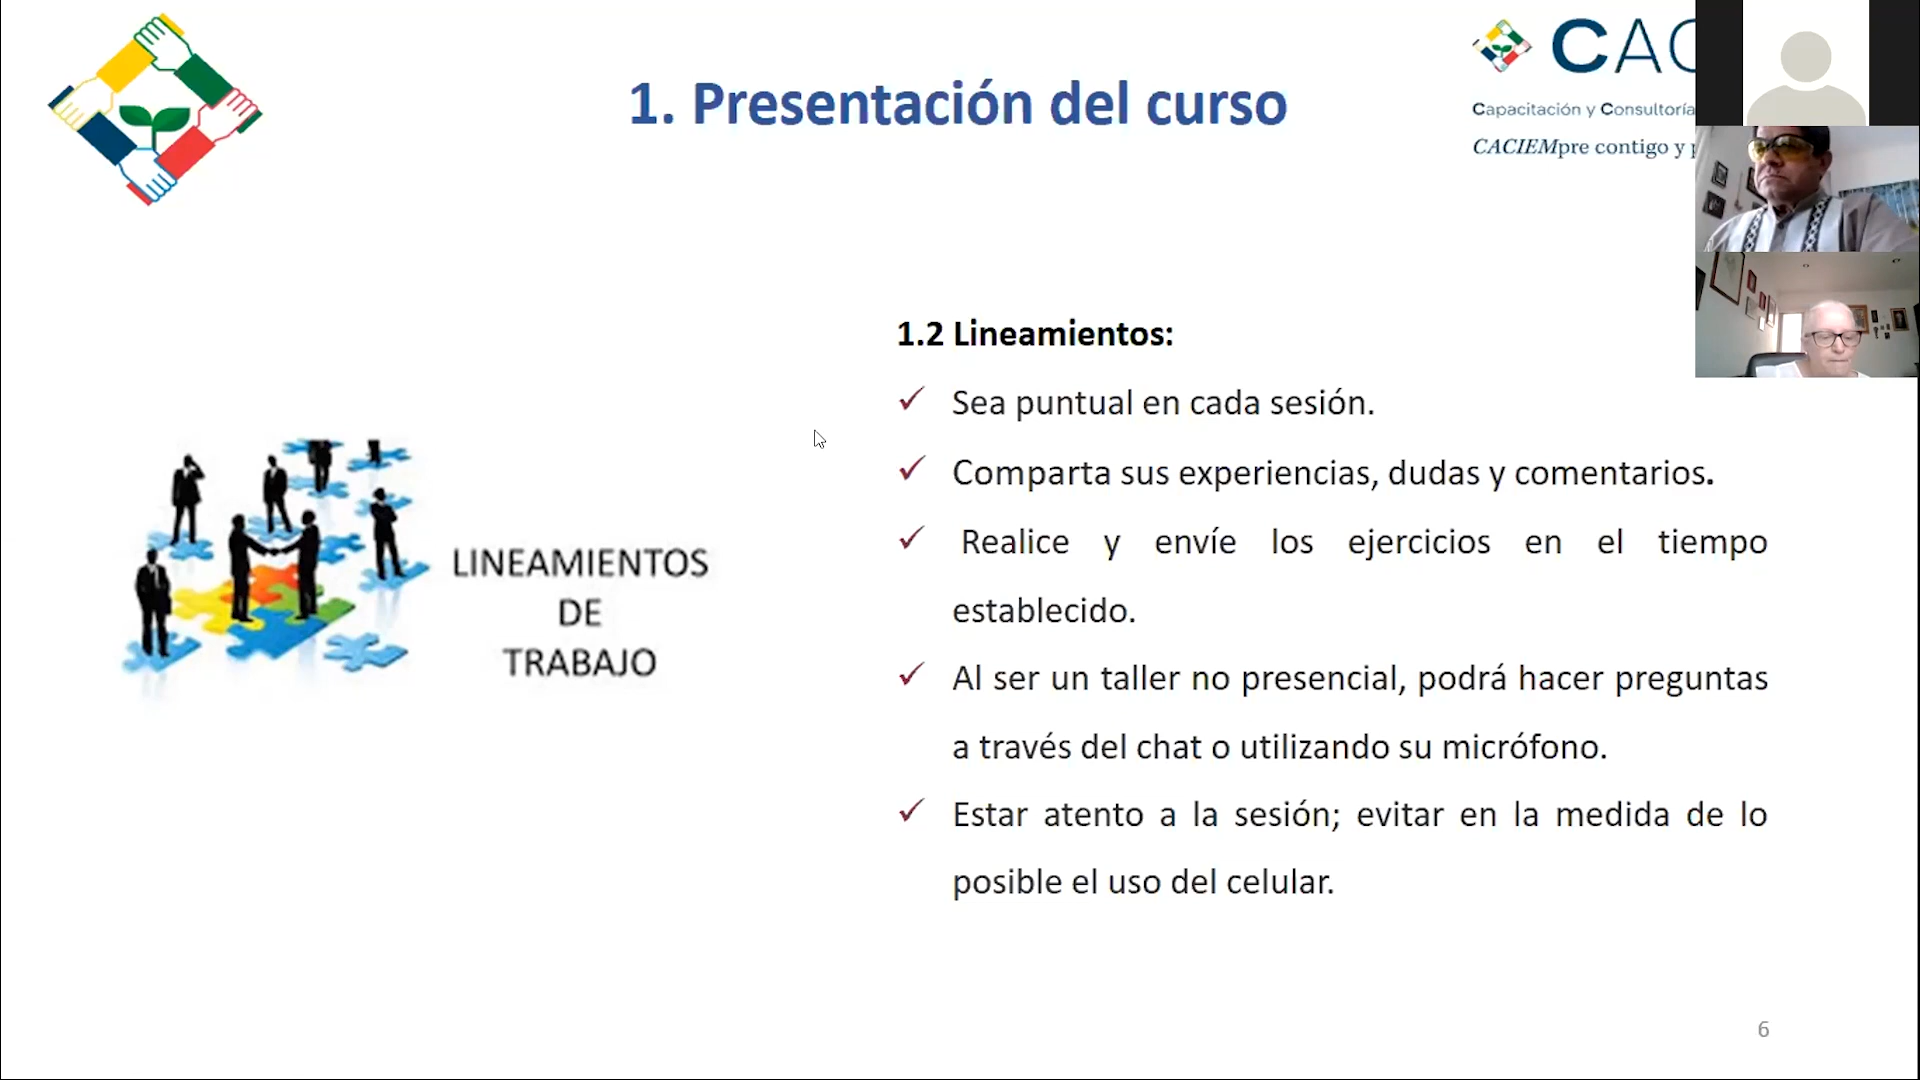 1. Presentación del curso
CAC
Capacitación y Consultoría
CACIEMpre contigo y
1.2 Lineamientos:
✓ Sea puntual en cada sesión.
✓ Comparta sus experiencias, dudas y comentarios.
✓ Realice y envíe los ejercicios en el tiempo
establecido.
✓ Al ser un taller no presencial, podrá hacer preguntas
a través del chat o utilizando su micrófono.
✓ Estar atento a la sesión; evitar en la medida de lo
posible el uso del celular.
LINEAMIENTOS
DE
TRABAJO
6